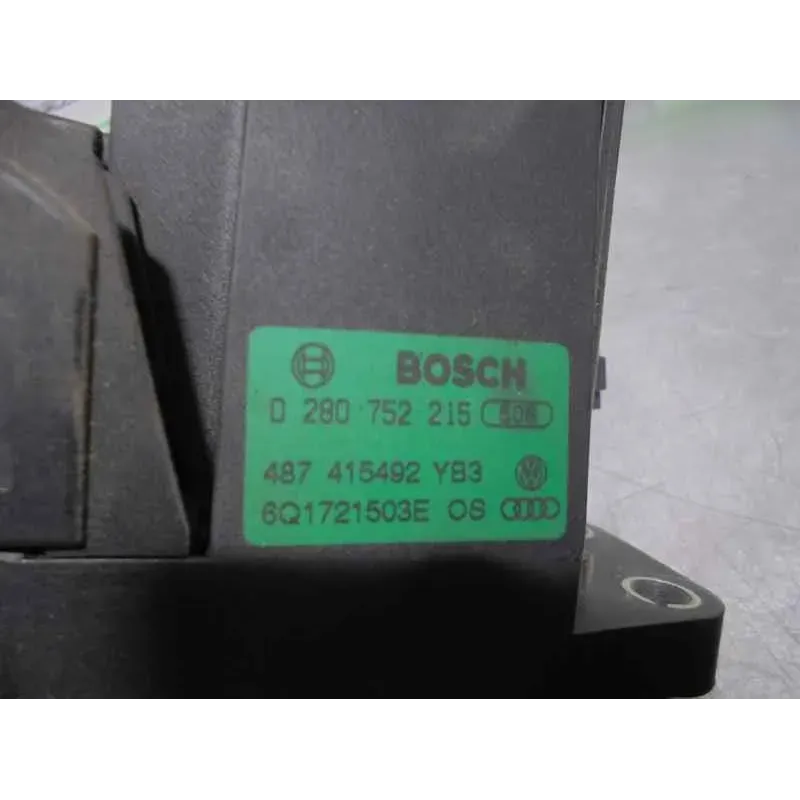 BOSCH
0 280 752 215
487 415492 YB3
6Q1721503E OS